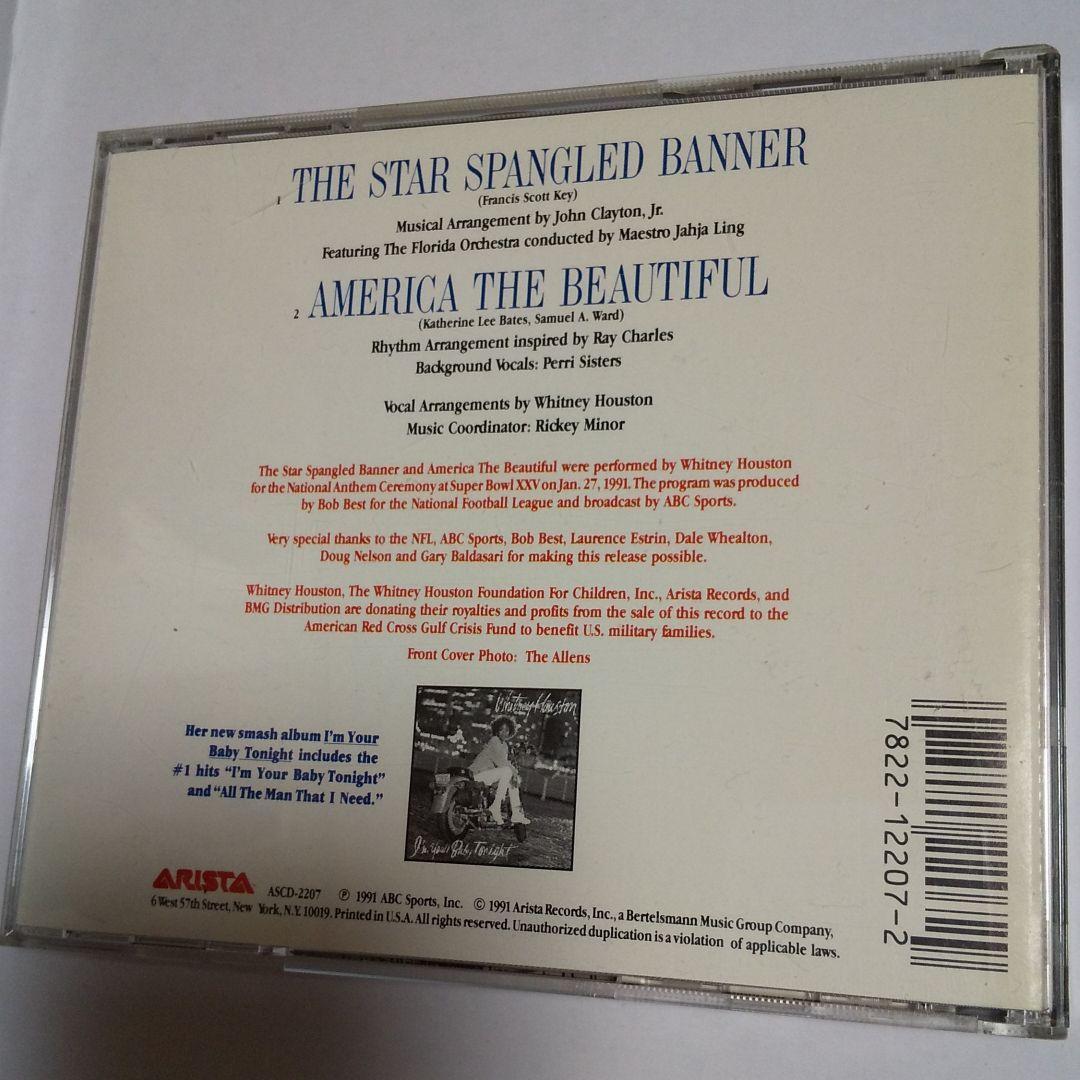 1 THE STAR SPANGLED BANNER
(Francis Scott Key)
Musical Arrangement by John Clayton, Jr.
Featuring The Florida Orchestra conducted by Maestro Jahja Ling
2 AMERICA THE BEAUTIFUL
(Katherine Lee Bates, Samuel A. Ward)
Rhythm Arrangement inspired by Ray Charles
Background Vocals: Perri Sisters
Vocal Arrangements by Whitney Houston
Music Coordinator: Rickey Minor
The Star Spangled Banner and America The Beautiful were performed by Whitney Houston
for the National Anthem Ceremony at Super Bowl XXV on Jan. 27, 1991. The program was produced
by Bob Best for the National Football League and broadcast by ABC Sports.
Very special thanks to the NFL, ABC Sports, Bob Best, Laurence Estrin, Dale Whealton,
Doug Nelson and Gary Baldasari for making this release possible.
Whitney Houston, The Whitney Houston Foundation For Children, Inc., Arista Records, and
BMG Distribution are donating their royalties and profits from the sale of this record to the
American Red Cross Gulf Crisis Fund to benefit U.S. military families.
Front Cover Photo: The Allens
Whitney Houston
I'm Your Baby Tonight
Her new smash album I'm Your
Baby Tonight includes the
#1 hits "I'm Your Baby Tonight"
and "All The Man That I Need."
7822-12207-2
ARISTA ASCD-2207 ℗ 1991 ABC Sports, Inc. © 1991 Arista Records, Inc., a Bertelsmann Music Group Company,
6 West 57th Street, New York, N.Y. 10019. Printed in U.S.A. All rights reserved. Unauthorized duplication is a violation of applicable laws.